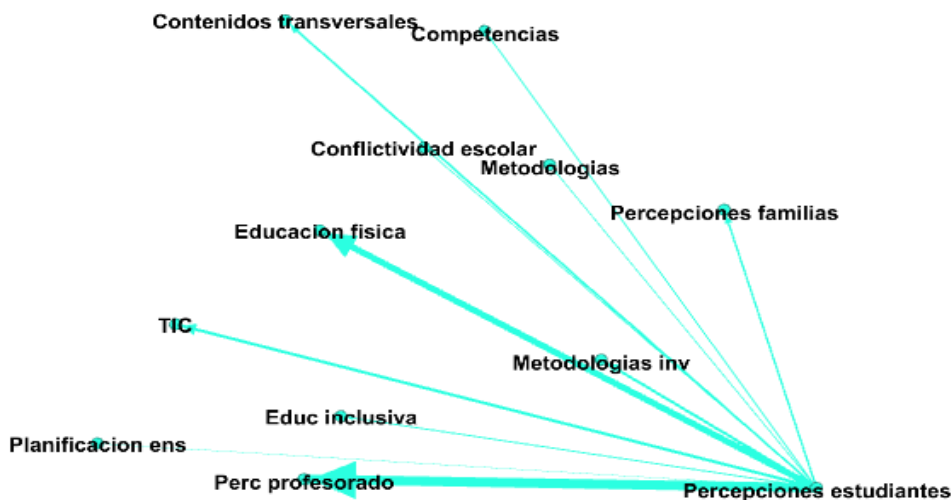 Contenidos transversales
Competencias
Conflictividad escolar
Metodologias
Percepciones familias
Educacion fisica
TIC
Metodologias inv
Educ inclusiva
Planificacion ens
Perc profesorado
Percepciones estudiantes